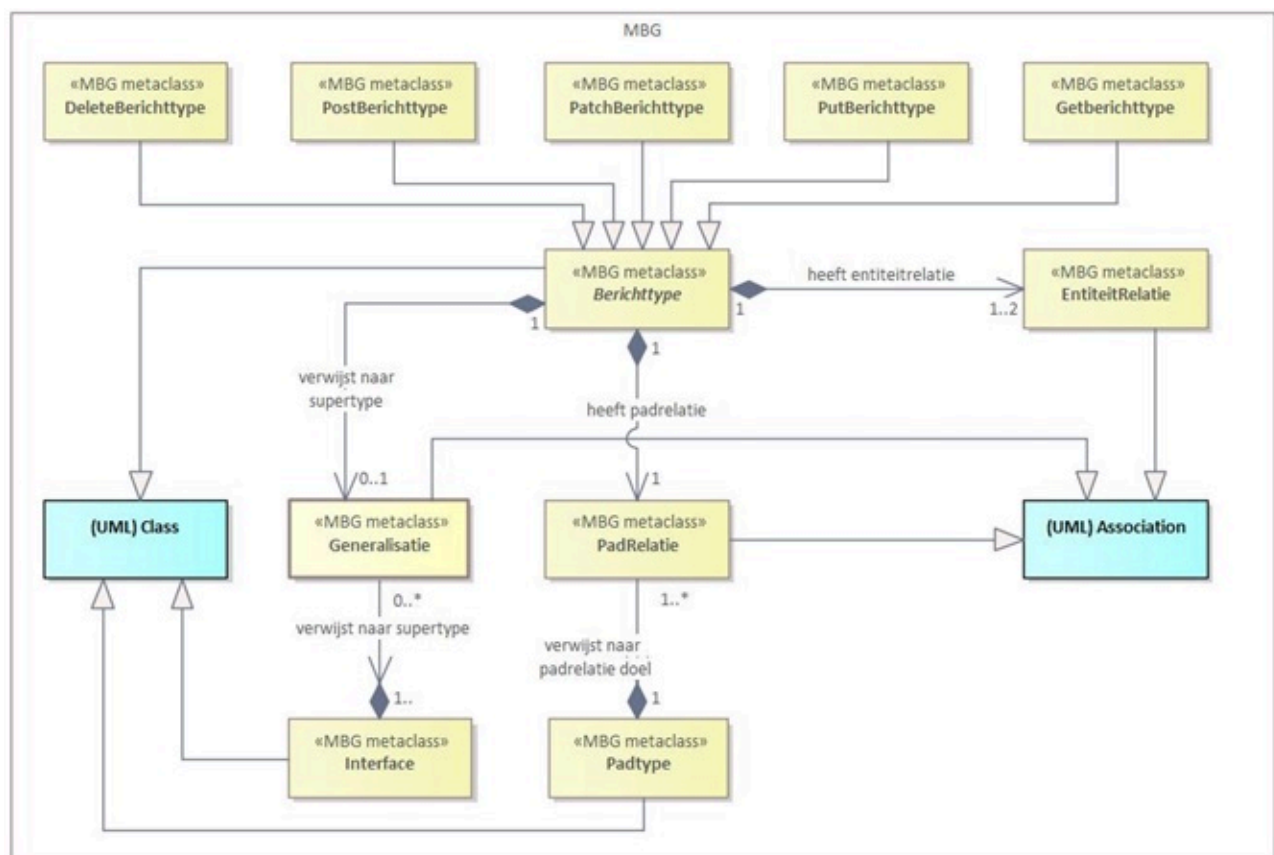 MBG
«MBG metaclass»
DeleteBerichttype
«MBG metaclass»
PostBerichttype
«MBG metaclass»
PatchBerichttype
«MBG metaclass»
PutBerichttype
«MBG metaclass»
Getberichttype
«MBG metaclass»
Berichttype
heeft entiteitrelatie
«MBG metaclass»
EntiteitRelatie
1
1
1..2
1
verwijst naar
supertype
heeft padrelatie
0..1
1
(UML) Class
«MBG metaclass»
Generalisatie
«MBG metaclass»
PadRelatie
(UML) Association
0..*
1..*
verwijst naar supertype
verwijst naar
padrelatie doel
1..
1
«MBG metaclass»
Interface
«MBG metaclass»
Padtype